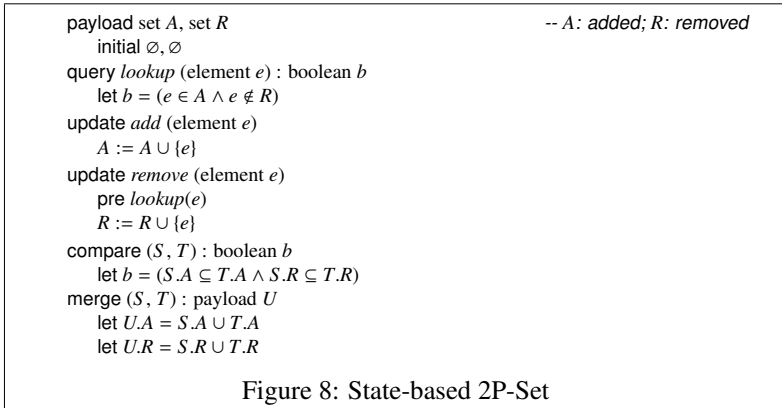 payload set A, set R -- A: added; R: removed
initial ∅, ∅
query lookup (element e) : boolean b
let b = (e ∈ A ∧ e ∉ R)
update add (element e)
A := A ∪ {e}
update remove (element e)
pre lookup(e)
R := R ∪ {e}
compare (S, T) : boolean b
let b = (S.A ⊆ T.A ∧ S.R ⊆ T.R)
merge (S, T) : payload U
let U.A = S.A ∪ T.A
let U.R = S.R ∪ T.R
Figure 8: State-based 2P-Set